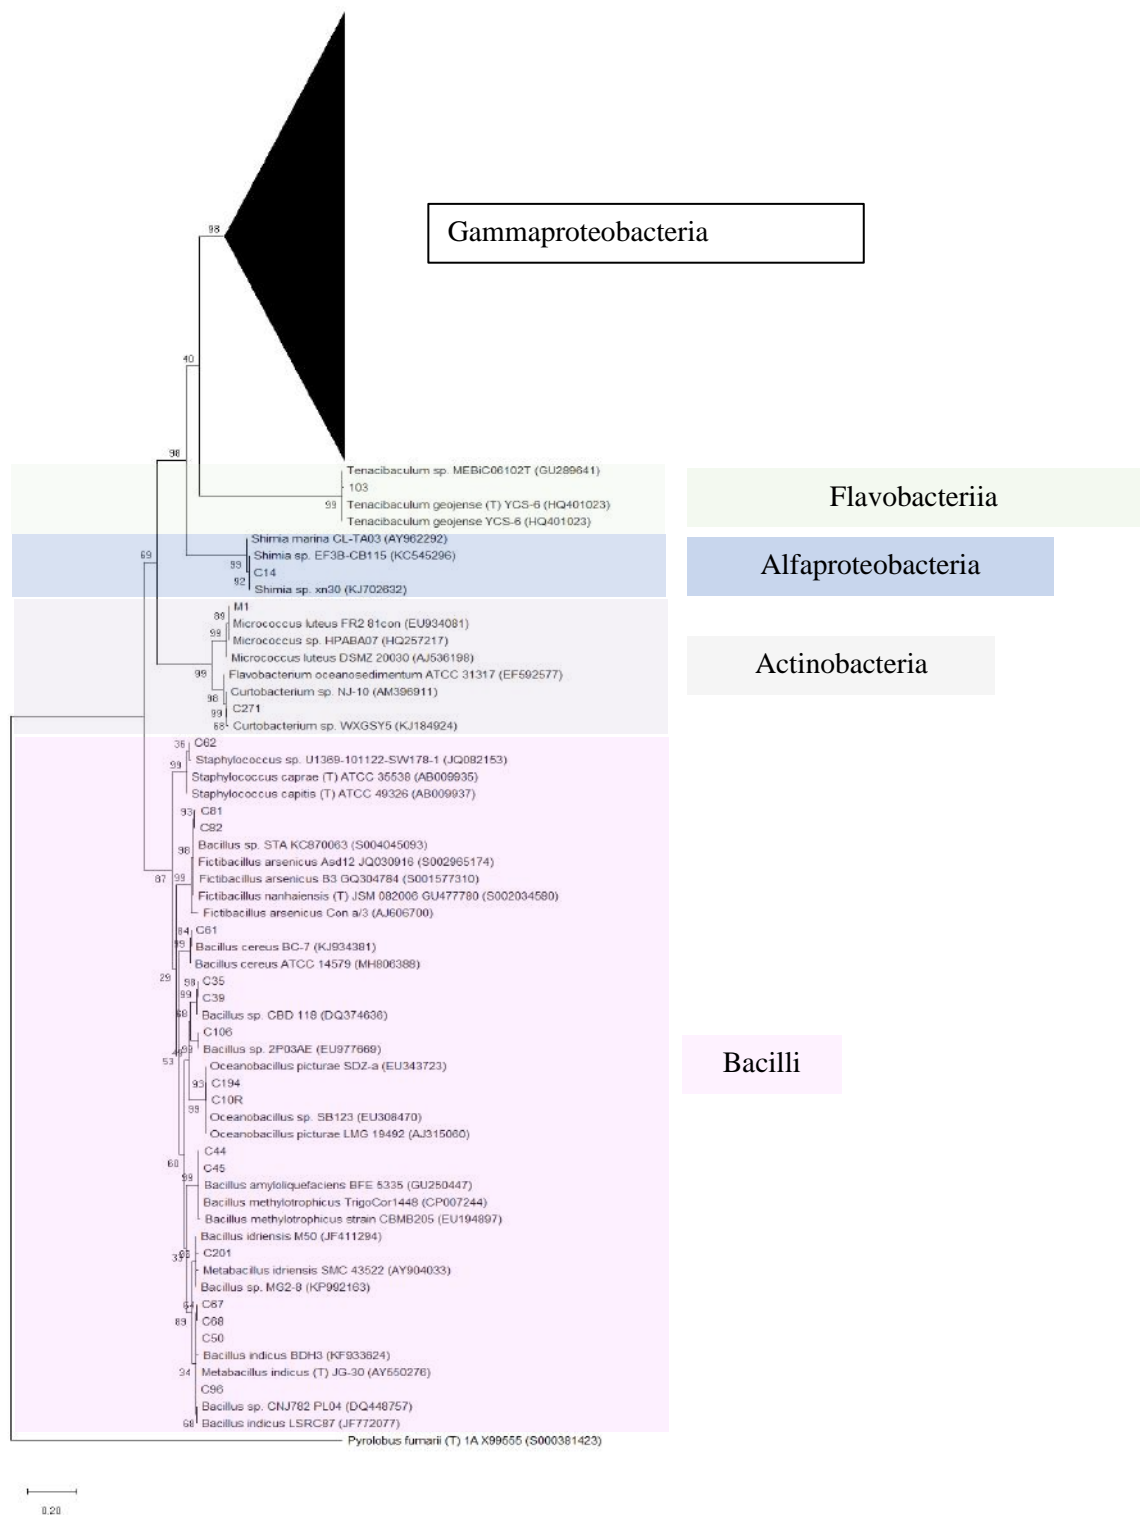 98
Gammaproteobacteria
40
98
Tenacibaculum sp. MEBiC06102T (GU289641)
103
99
Tenacibaculum geojense (T) YCS-6 (HQ401023)
Tenacibaculum geojense YCS-6 (HQ401023)
Flavobacteriia
Shimia marina CL-TA03 (AY962292)
69
Shimia sp. EF3B-CB115 (KC545296)
99
C14
92
Shimia sp. xn30 (KJ702632)
Alfaproteobacteria
M1
89
Micrococcus luteus FR2 81con (EU934081)
99
Micrococcus sp. HPABA07 (HQ257217)
Micrococcus luteus DSMZ 20030 (AJ536198)
99
Flavobacterium oceanosedimentum ATCC 31317 (EF592577)
Actinobacteria
98
Curtobacterium sp. NJ-10 (AM396911)
99
C271
68
Curtobacterium sp. WXGSY5 (KJ184924)
36
C62
Staphylococcus sp. U1369-101122-SW178-1 (JQ082153)
99
Staphylococcus caprae (T) ATCC 35538 (AB009935)
Staphylococcus capitis (T) ATCC 49326 (AB009937)
93
C81
C82
98
Bacillus sp. STA KC870063 (S004045093)
Fictibacillus arsenicus Asd12 JQ030916 (S002965174)
87
99
Fictibacillus arsenicus B3 GQ304784 (S001577310)
Fictibacillus nanhaiensis (T) JSM 082006 GU477780 (S002034580)
Fictibacillus arsenicus Con a/3 (AJ606700)
84
C61
99
Bacillus cereus BC-7 (KJ934381)
Bacillus cereus ATCC 14579 (MH806388)
29
98
C35
99
C39
68
Bacillus sp. CBD 118 (DQ374636)
C106
99
Bacillus sp. 2P03AE (EU977669)
53
Bacilli
Oceanobacillus picturae SDZ-a (EU343723)
93
C194
C10R
99
Oceanobacillus sp. SB123 (EU308470)
Oceanobacillus picturae LMG 19492 (AJ315060)
C44
60
C45
99
Bacillus amyloliquefaciens BFE 5335 (GU250447)
Bacillus methylotrophicus TrigoCor1448 (CP007244)
Bacillus methylotrophicus strain CBMB205 (EU194897)
Bacillus idriensis M50 (JF411294)
C201
Metabacillus idriensis SMC 43522 (AY904033)
Bacillus sp. MG2-8 (KP992163)
64
C67
89
C68
C50
Bacillus indicus BDH3 (KF933624)
34
Metabacillus indicus (T) JG-30 (AY550276)
C96
Bacillus sp. CNJ782 PL04 (DQ448757)
68
Bacillus indicus LSRC87 (JF772077)
Pyrolobus fumarii (T) 1A X99555 (S000381423)
0.20